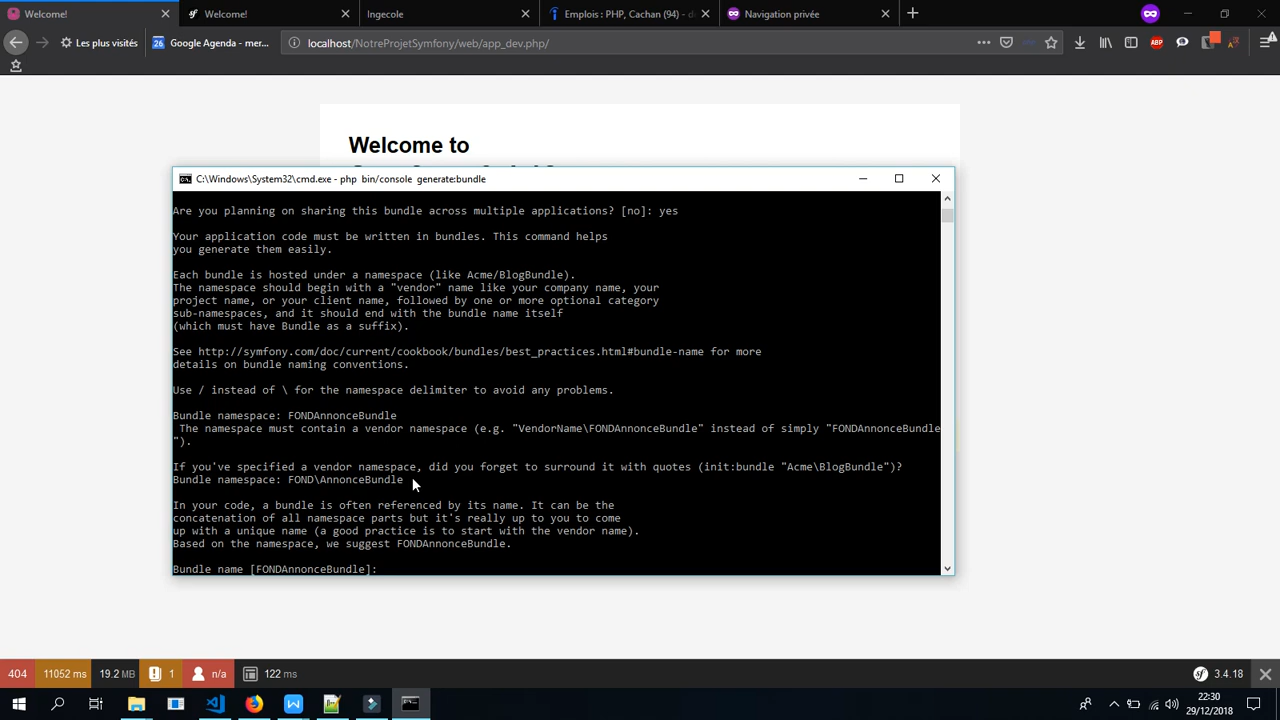 Welcome!
Welcome!
Ingecole
Emplois : PHP, Cachan (94) - d
Navigation privée
Les plus visités
26
Google Agenda - mer...
localhost/NotreProjetSymfony/web/app_dev.php/
ABP
Welcome to
C:\Windows\System32\cmd.exe - php bin/console generate:bundle
Are you planning on sharing this bundle across multiple applications? [no]: yes
Your application code must be written in bundles. This command helps
you generate them easily.
Each bundle is hosted under a namespace (like Acme/BlogBundle).
The namespace should begin with a "vendor" name like your company name, your
project name, or your client name, followed by one or more optional category
sub-namespaces, and it should end with the bundle name itself
(which must have Bundle as a suffix).
See http://symfony.com/doc/current/cookbook/bundles/best_practices.html#bundle-name for more
details on bundle naming conventions.
Use / instead of \ for the namespace delimiter to avoid any problems.
Bundle namespace: FONDAnnonceBundle
The namespace must contain a vendor namespace (e.g. "VendorName\FONDAnnonceBundle" instead of simply "FONDAnnonceBundle
").
If you've specified a vendor namespace, did you forget to surround it with quotes (init:bundle "Acme\BlogBundle")?
Bundle namespace: FOND\AnnonceBundle
In your code, a bundle is often referenced by its name. It can be the
concatenation of all namespace parts but it's really up to you to come
up with a unique name (a good practice is to start with the vendor name).
Based on the namespace, we suggest FONDAnnonceBundle.
Bundle name [FONDAnnonceBundle]:
404
11052 ms
19.2 MB
1
n/a
122 ms
sf
3.4.18
22:30
29/12/2018